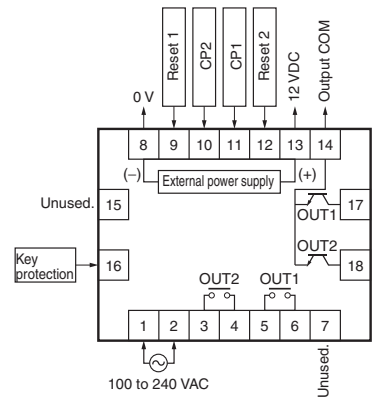 Reset 1
CP2
CP1
Reset 2
12 VDC
Output COM
0 V
8 9 10 11 12 13 14
(−) External power supply (+)
Unused. 15
17
OUT1
Key protection
16
OUT2
18
OUT2
OUT1
1 2 3 4 5 6 7
100 to 240 VAC
Unused.